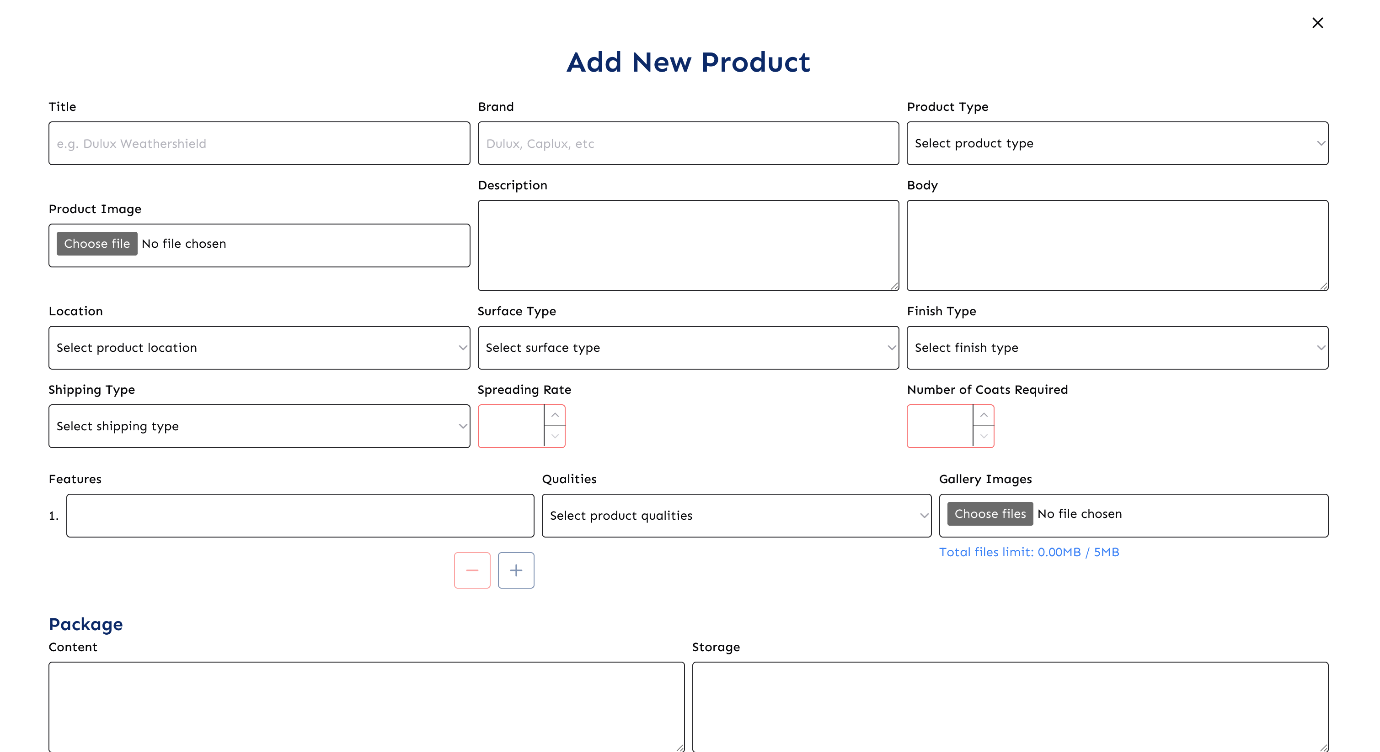 Add New Product
Title
Brand
Product Type
e.g. Dulux Weathershield
Dulux, Caplux, etc
Select product type
Product Image
Description
Body
Choose file No file chosen
Location
Surface Type
Finish Type
Select product location
Select surface type
Select finish type
Shipping Type
Spreading Rate
Number of Coats Required
Select shipping type
Features
Qualities
Gallery Images
1.
Select product qualities
Choose files No file chosen
Total files limit: 0.00MB / 5MB
Package
Content
Storage